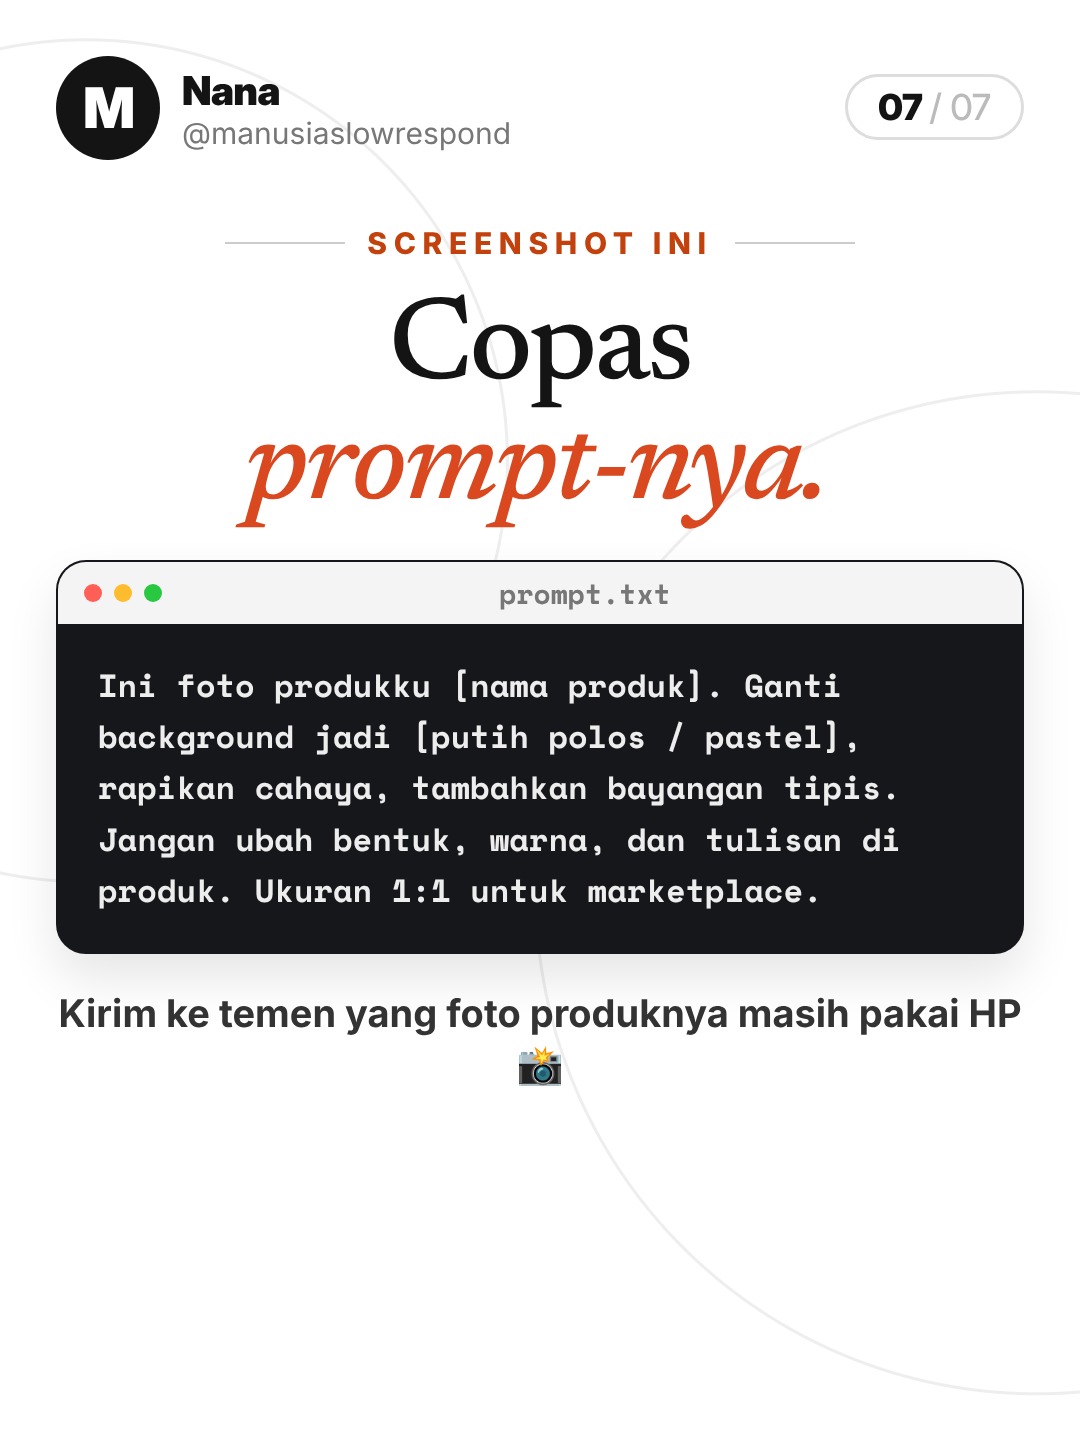 M
Nana
@manusiaslowrespond
07 / 07
SCREENSHOT INI
Copas
prompt-nya.
prompt.txt
Ini foto produkku [nama produk]. Ganti
background jadi [putih polos / pastel],
rapikan cahaya, tambahkan bayangan tipis.
Jangan ubah bentuk, warna, dan tulisan di
produk. Ukuran 1:1 untuk marketplace.
Kirim ke temen yang foto produknya masih pakai HP
📸